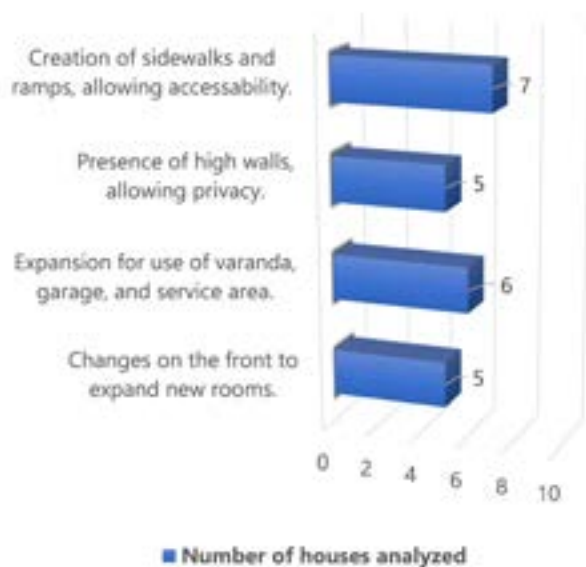 Creation of sidewalks and
ramps, allowing accessability.
7
Presence of high walls,
allowing privacy.
5
Expansion for use of varanda,
garage, and service area.
6
Changes on the front to
expand new rooms.
5
0 2 4 6 8 10
Number of houses analyzed